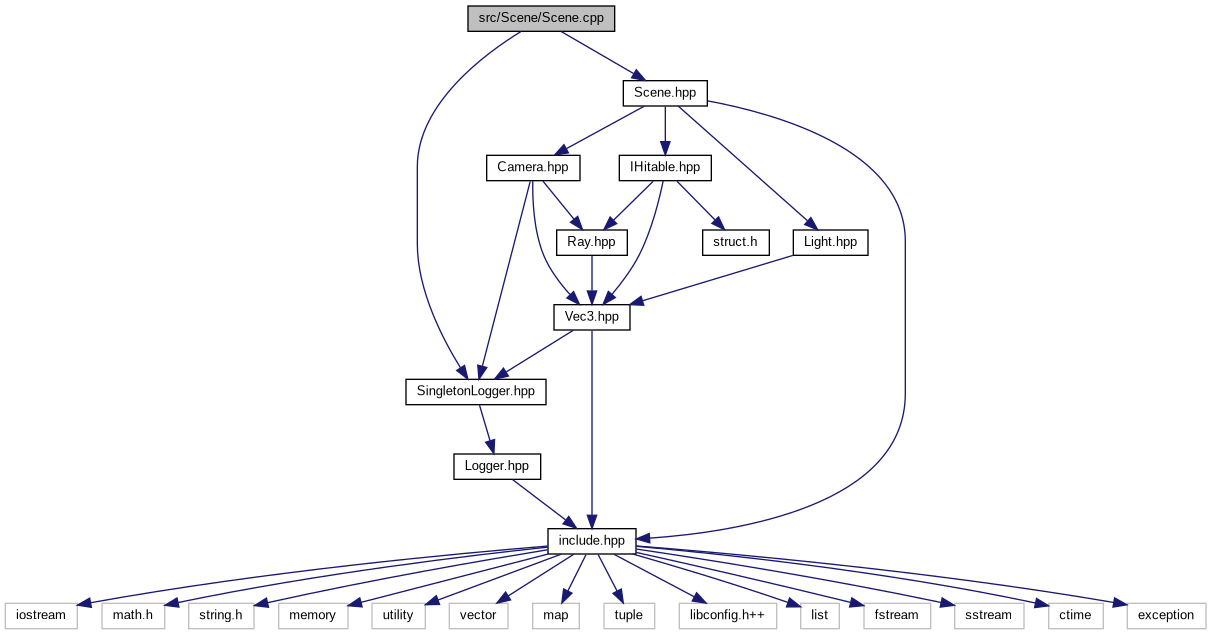 src/Scene/Scene.cpp
Scene.hpp
Camera.hpp
IHitable.hpp
Ray.hpp
struct.h
Light.hpp
Vec3.hpp
SingletonLogger.hpp
Logger.hpp
include.hpp
iostream
math.h
string.h
memory
utility
vector
map
tuple
libconfig.h++
list
fstream
sstream
ctime
exception